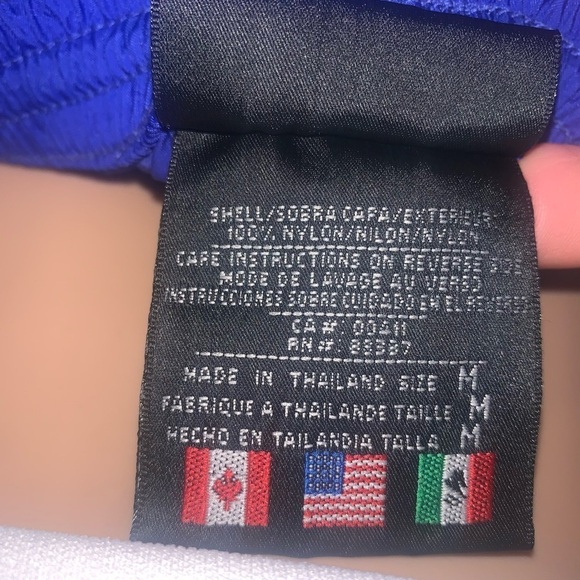 SHELL/SOBRA CAPA/EXTERIEUR
100% NYLON/NILON/NYLON
CARE INSTRUCTIONS ON REVERSE SIDE
MODE DE LAVAGE AU VERSO
INSTRUCCIONES SOBRE CUIDADO EN EL REVERSO
CA#: 00A11
RN#: 88387
MADE IN THAILAND SIZE M
FABRIQUE A THAILANDE TAILLE M
HECHO EN TAILANDIA TALLA M